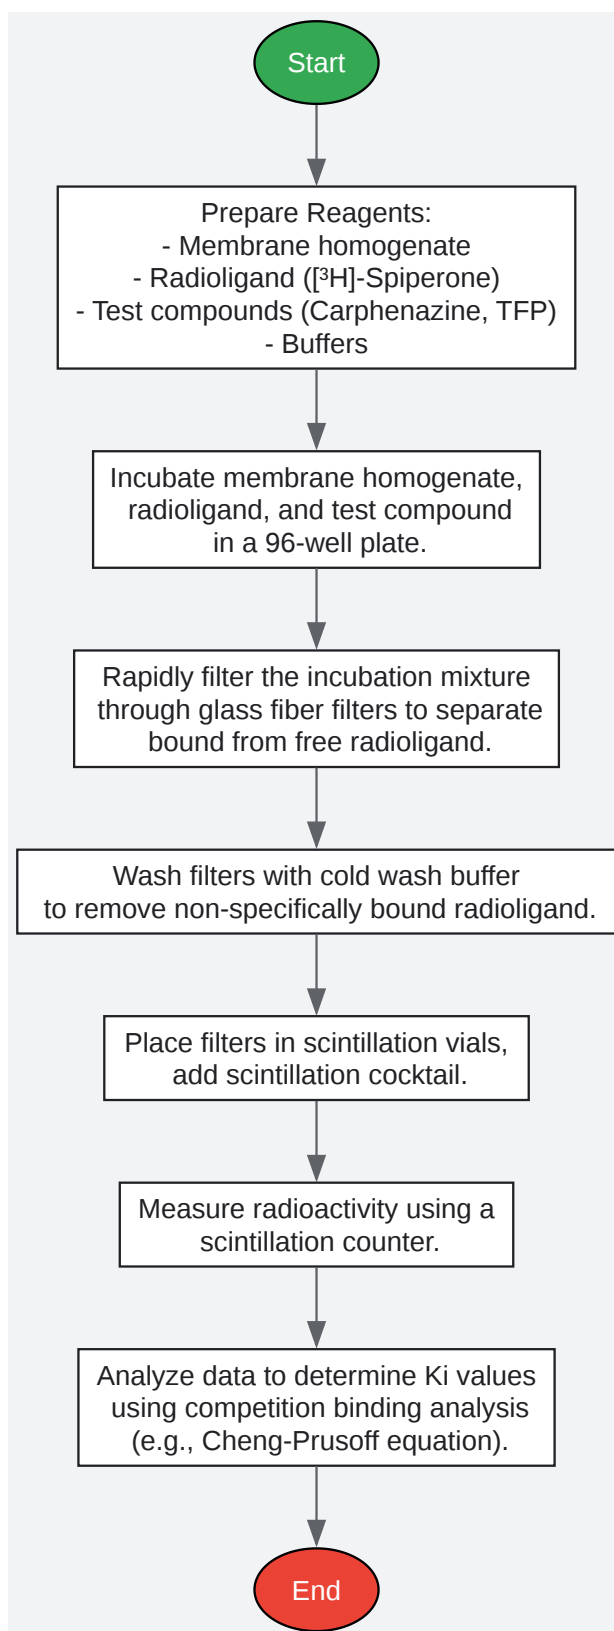 Start
Prepare Reagents:
- Membrane homogenate
- Radioligand ([³H]-Spiperone)
- Test compounds (Carphenazine, TFP)
- Buffers
Incubate membrane homogenate,
radioligand, and test compound
in a 96-well plate.
Rapidly filter the incubation mixture
through glass fiber filters to separate
bound from free radioligand.
Wash filters with cold wash buffer
to remove non-specifically bound radioligand.
Place filters in scintillation vials,
add scintillation cocktail.
Measure radioactivity using a
scintillation counter.
Analyze data to determine Ki values
using competition binding analysis
(e.g., Cheng-Prusoff equation).
End